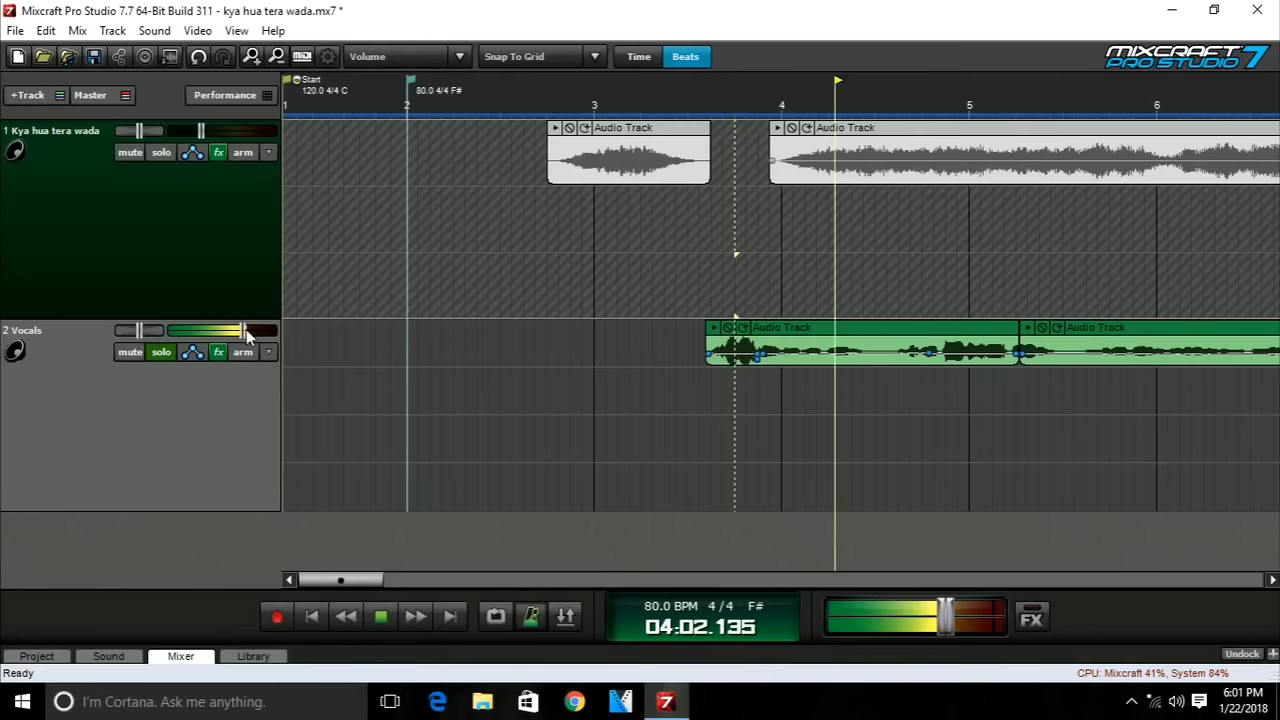 Mixcraft Pro Studio 7.7 64-Bit Build 311 - kya hua tera wada.mx7 *
File Edit Mix Track Sound Video View Help
Volume Snap To Grid Time Beats MIXCRAFT PRO STUDIO 7
Start
120.0 4/4 C 80.0 4/4 F#
+Track Master Performance 1 2 3 4 5 6
1 Kya hua tera wada Audio Track Audio Track
mute solo fx arm
2 Vocals Audio Track Audio Track
mute solo fx arm
80.0 BPM 4/4 F#
04:02.135 FX
Project Sound Mixer Library Undock
Ready CPU: Mixcraft 41%, System 84%
I'm Cortana. Ask me anything. 7 6:01 PM
1/22/2018